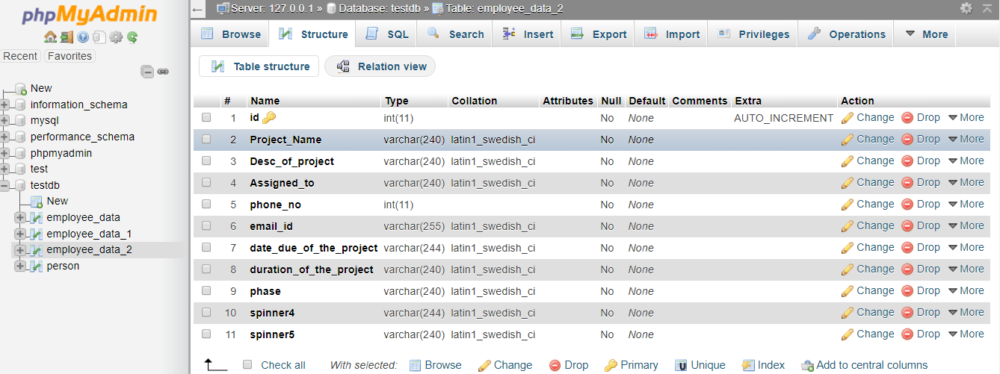 phpMyAdmin
Recent Favorites
New
information_schema
mysql
performance_schema
phpmyadmin
test
testdb
New
employee_data
employee_data_1
employee_data_2
person
Server: 127.0.0.1 » Database: testdb » Table: employee_data_2
Browse Structure SQL Search Insert Export Import Privileges Operations More
Table structure Relation view
# Name Type Collation Attributes Null Default Comments Extra Action
1 id int(11) No None AUTO_INCREMENT Change Drop More
2 Project_Name varchar(240) latin1_swedish_ci No None Change Drop More
3 Desc_of_project varchar(240) latin1_swedish_ci No None Change Drop More
4 Assigned_to varchar(240) latin1_swedish_ci No None Change Drop More
5 phone_no int(11) No None Change Drop More
6 email_id varchar(255) latin1_swedish_ci No None Change Drop More
7 date_due_of_the_project varchar(244) latin1_swedish_ci No None Change Drop More
8 duration_of_the_project varchar(240) latin1_swedish_ci No None Change Drop More
9 phase varchar(240) latin1_swedish_ci No None Change Drop More
10 spinner4 varchar(244) latin1_swedish_ci No None Change Drop More
11 spinner5 varchar(240) latin1_swedish_ci No None Change Drop More
Check all With selected: Browse Change Drop Primary Unique Index Add to central columns